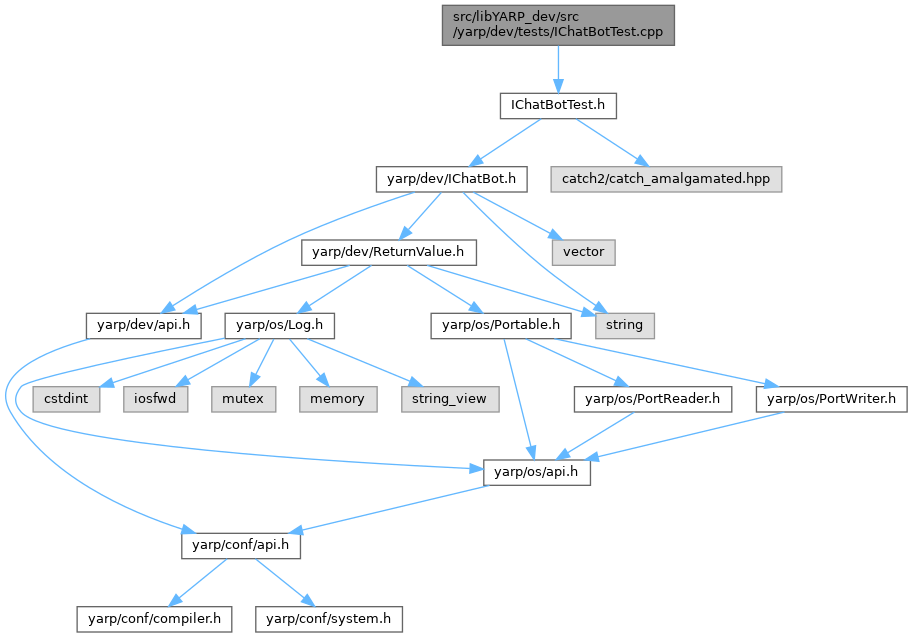 src/libYARP_dev/src
/yarp/dev/tests/IChatBotTest.cpp
IChatBotTest.h
yarp/dev/IChatBot.h
catch2/catch_amalgamated.hpp
yarp/dev/ReturnValue.h
vector
yarp/dev/api.h
yarp/os/Log.h
yarp/os/Portable.h
string
cstdint
iosfwd
mutex
memory
string_view
yarp/os/PortReader.h
yarp/os/PortWriter.h
yarp/os/api.h
yarp/conf/api.h
yarp/conf/compiler.h
yarp/conf/system.h